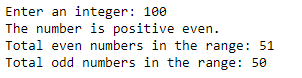 Enter an integer: 100
The number is positive even.
Total even numbers in the range: 51
Total odd numbers in the range: 50